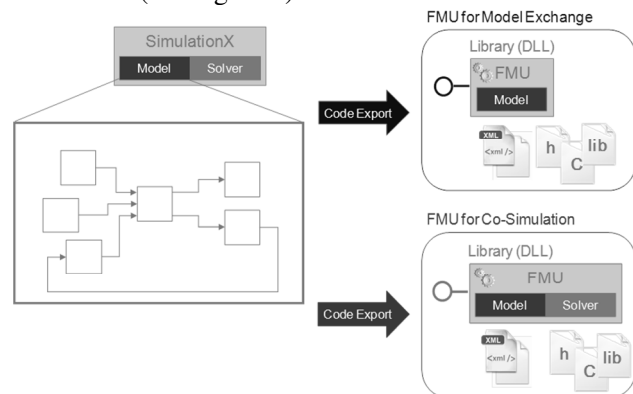 SimulationX
Model Solver
Code Export
FMU for Model Exchange
Library (DLL)
FMU
Model
XML
<xml />
h
C
lib
Code Export
FMU for Co-Simulation
Library (DLL)
FMU
Model Solver
XML
<xml />
h
C
lib